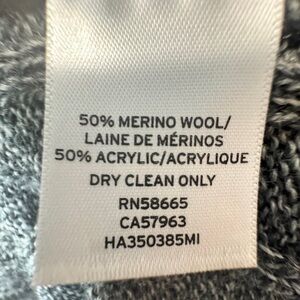 50% MERINO WOOL/
LAINE DE MÉRINOS
50% ACRYLIC/ACRYLIQUE
DRY CLEAN ONLY
RN58665
CA57963
HA350385MI